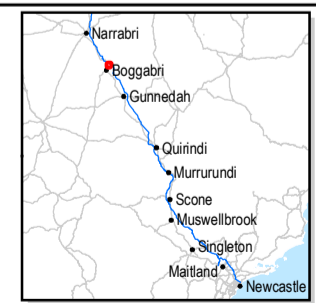 Narrabri
Boggabri
Gunnedah
Quirindi
Murrurundi
Scone
Muswellbrook
Singleton
Maitland
Newcastle